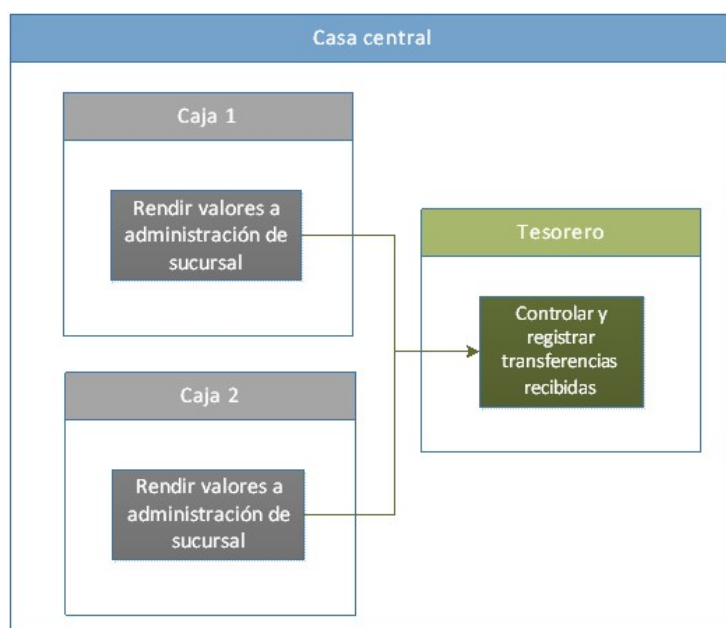 Casa central
Caja 1
Rendir valores a
administración de
sucursal
Tesorero
Controlar y
registrar
transferencias
recibidas
Caja 2
Rendir valores a
administración de
sucursal